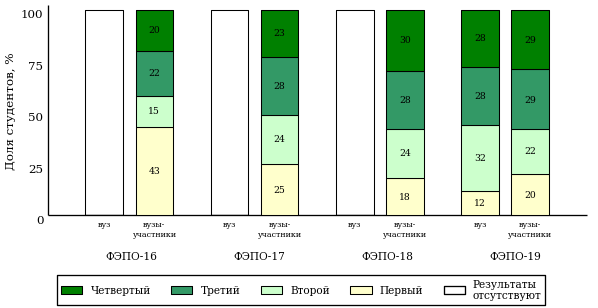 Доля студентов, %
100
75
50
25
0
20
22
15
43
23
28
24
25
30
28
24
18
28
28
32
12
29
29
22
20
вуз
вузы-
участники
вуз
вузы-
участники
вуз
вузы-
участники
вуз
вузы-
участники
ФЭПО-16
ФЭПО-17
ФЭПО-18
ФЭПО-19
Четвертый
Третий
Второй
Первый
Результаты
отсутствуют